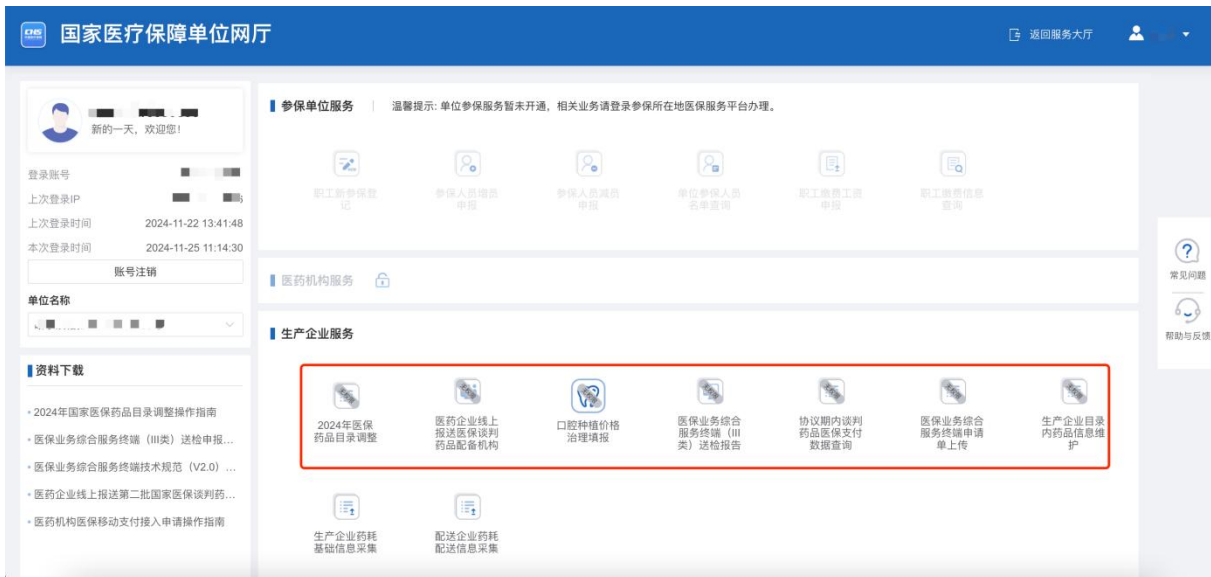 国家医疗保障单位网厅
返回服务大厅
新的一天，欢迎您!
登录账号
上次登录IP
上次登录时间 2024-11-22 13:41:48
本次登录时间 2024-11-25 11:14:30
账号注销
单位名称
资料下载
2024年国家医保药品目录调整操作指南
医保业务综合服务终端（III类）送检申报...
医保业务综合服务终端技术规范（V2.0）...
医药企业线上报送第二批国家医保谈判药...
医药机构医保移动支付接入申请操作指南
参保单位服务
温馨提示: 单位参保服务暂未开通，相关业务请登录参保所在地医保服务平台办理。
职工新参保登
记
参保人员增员
申报
参保人员减员
申报
单位参保人员
名单查询
职工缴费工资
申报
职工缴费信息
查询
医药机构服务
生产企业服务
2024年医保
药品目录调整
医药企业线上
报送医保谈判
药品配备机构
口腔种植价格
治理填报
医保业务综合
服务终端（III
类）送检报告
协议期内谈判
药品医保支付
数据查询
医保业务综合
服务终端申请
单上传
生产企业目录
内药品信息维
护
生产企业药耗
基础信息采集
配送企业药耗
配送信息采集
常见问题
帮助与反馈